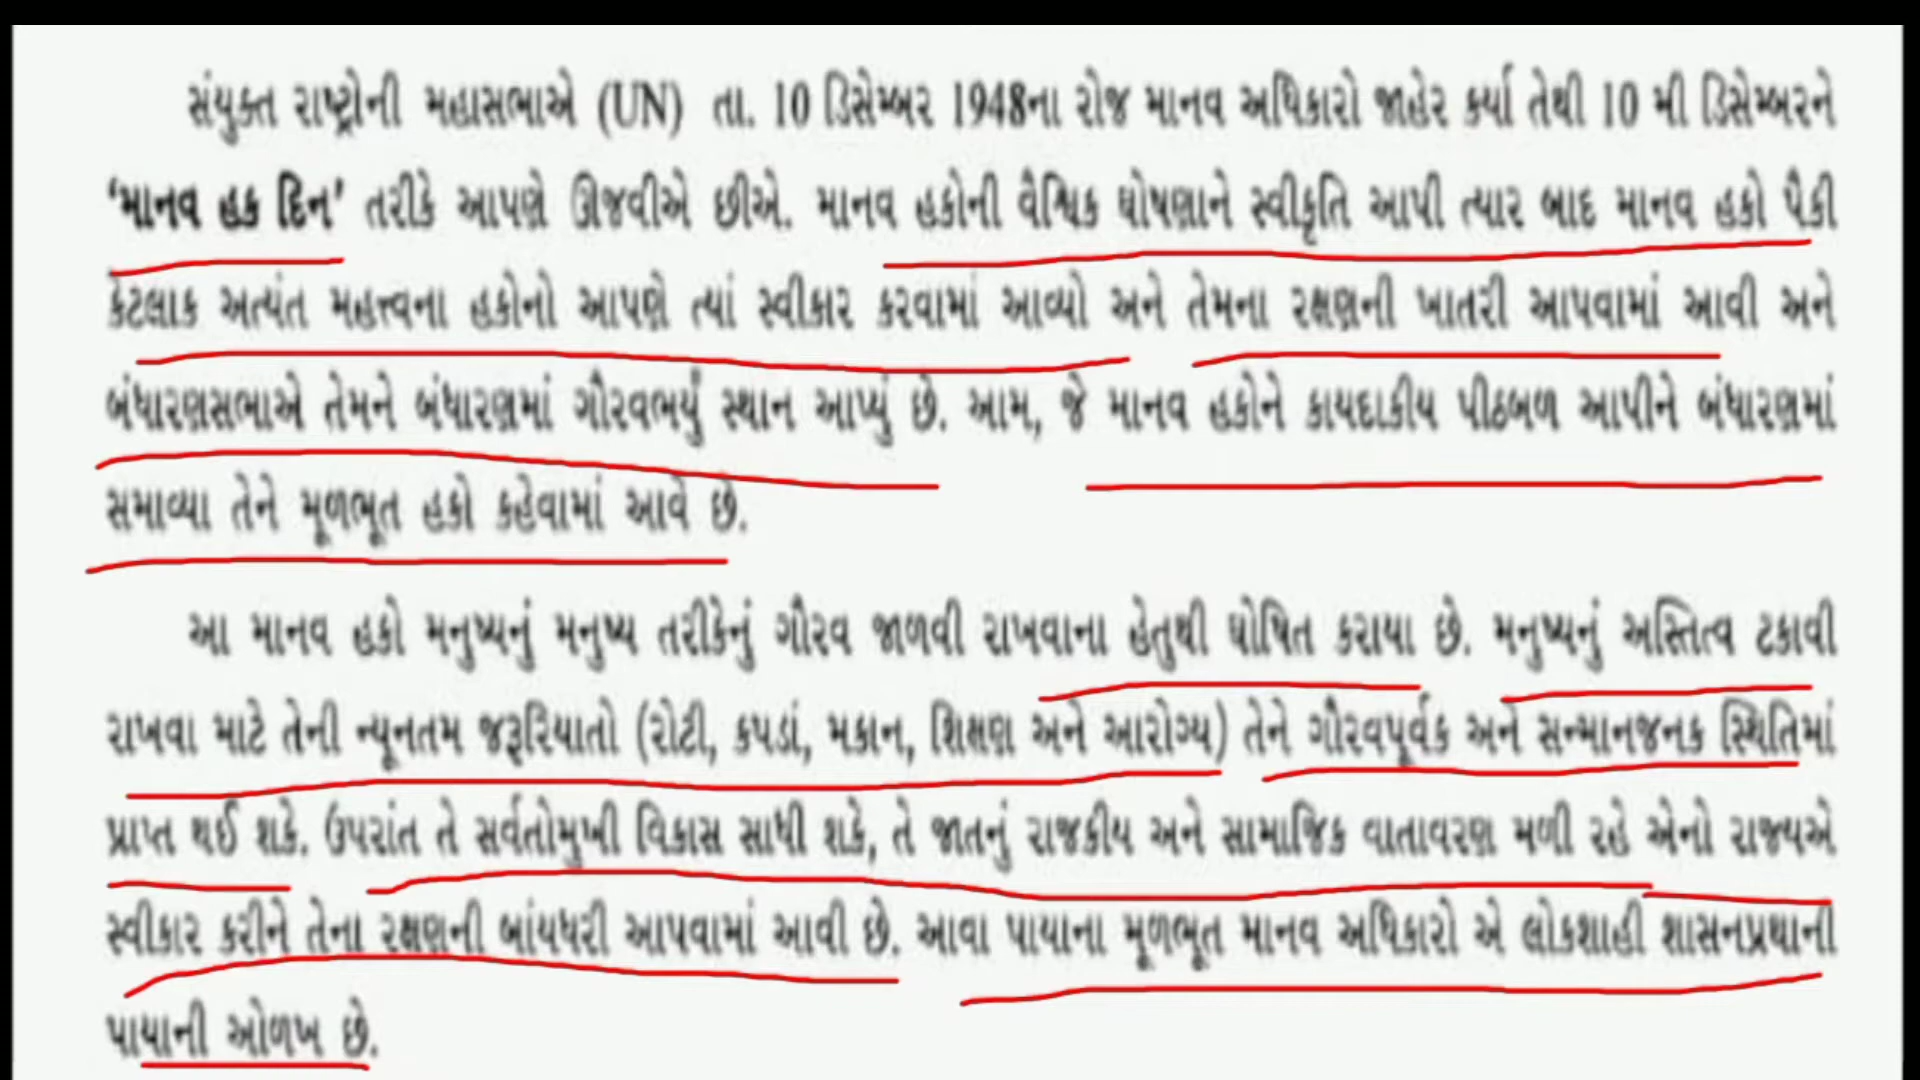 સંયુક્ત રાષ્ટ્રોની મહાસભાએ (UN) તા. 10 ડિસેમ્બર 1948ના રોજ માનવ અધિકારો જાહેર કર્યા તેથી 10 મી ડિસેમ્બરને
‘માનવ હક દિન’ તરીકે આપણે ઊજવીએ છીએ. માનવ હકોની વૈશ્વિક ઘોષણાને સ્વીકૃતિ આપી ત્યાર બાદ માનવ હકો પૈકી
કેટલાક અત્યંત મહત્ત્વના હકોનો આપણે ત્યાં સ્વીકાર કરવામાં આવ્યો અને તેમના રક્ષણની ખાતરી આપવામાં આવી અને
બંધારણસભાએ તેમને બંધારણમાં ગૌરવભર્યું સ્થાન આપ્યું છે. આમ, જે માનવ હકોને કાયદાકીય પીઠબળ આપીને બંધારણમાં
સમાવ્યા તેને મૂળભૂત હકો કહેવામાં આવે છે.
આ માનવ હકો મનુષ્યનું મનુષ્ય તરીકેનું ગૌરવ જાળવી રાખવાના હેતુથી ઘોષિત કરાયા છે. મનુષ્યનું અસ્તિત્વ ટકાવી
રાખવા માટે તેની ન્યૂનતમ જરૂરિયાતો (રોટી, કપડાં, મકાન, શિક્ષણ અને આરોગ્ય) તેને ગૌરવપૂર્વક અને સન્માનજનક સ્થિતિમાં
પ્રાપ્ત થઈ શકે. ઉપરાંત તે સર્વતોમુખી વિકાસ સાધી શકે, તે જાતનું રાજકીય અને સામાજિક વાતાવરણ મળી રહે એનો રાજ્યએ
સ્વીકાર કરીને તેના રક્ષણની બાંયધરી આપવામાં આવી છે. આવા પાયાના મૂળભૂત માનવ અધિકારો એ લોકશાહી શાસનપ્રથાની
પાયાની ઓળખ છે.